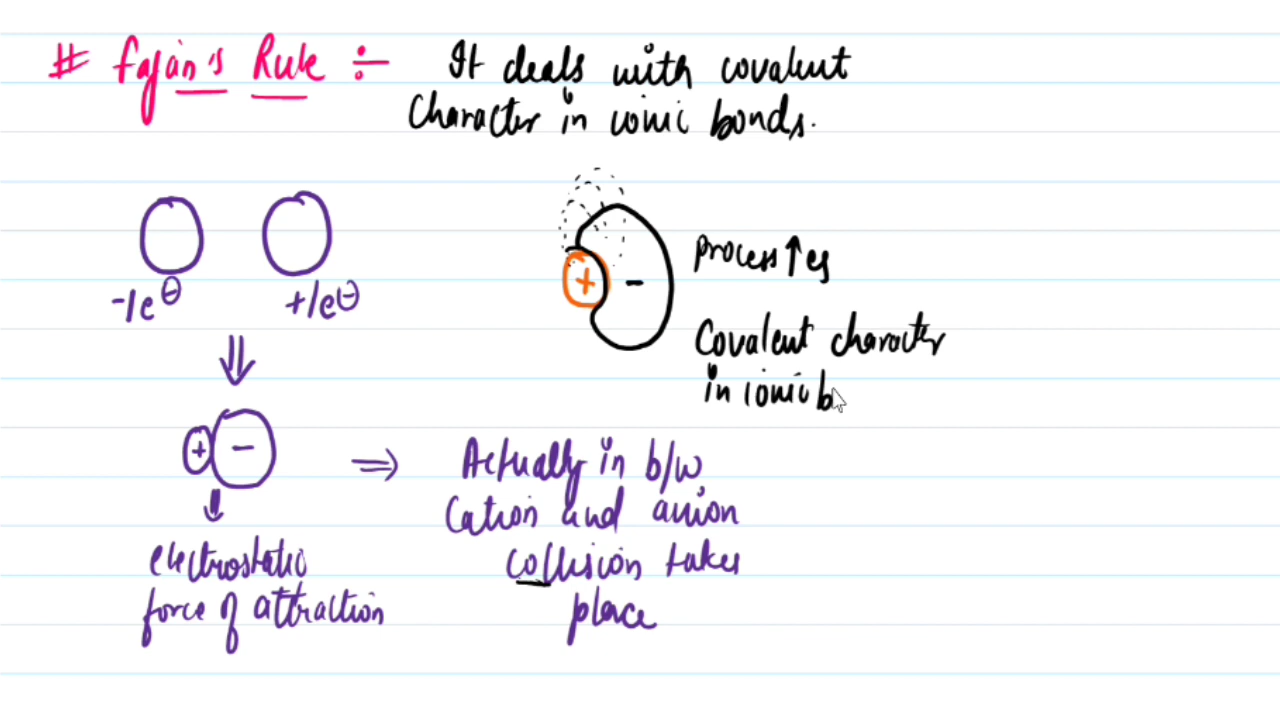 # Fajan's Rule ÷ It deals with covalent
Character in ionic bonds.
-1e⊖ +1e⊖
+ -
process ↑es
Covalent character
in ionic b
⇓
+ -
⇒ Actually in b/w
Cation and anion
collision takes
place
↓
electrostatic
force of attraction